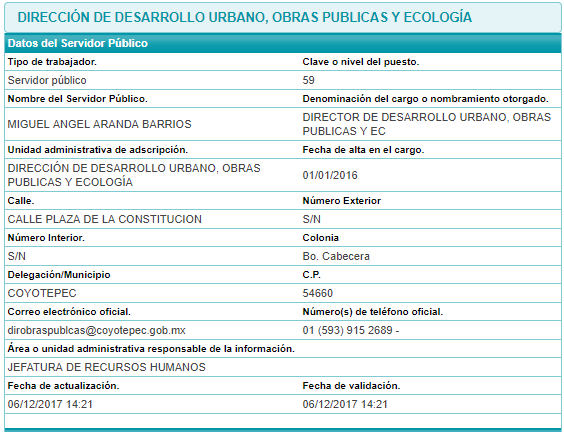 DIRECCIÓN DE DESARROLLO URBANO, OBRAS PUBLICAS Y ECOLOGÍA
Datos del Servidor Público
Tipo de trabajador. Clave o nivel del puesto.
Servidor público 59
Nombre del Servidor Público. Denominación del cargo o nombramiento otorgado.
MIGUEL ANGEL ARANDA BARRIOS DIRECTOR DE DESARROLLO URBANO, OBRAS
PUBLICAS Y EC
Unidad administrativa de adscripción. Fecha de alta en el cargo.
DIRECCIÓN DE DESARROLLO URBANO, OBRAS
PUBLICAS Y ECOLOGÍA 01/01/2016
Calle. Número Exterior
CALLE PLAZA DE LA CONSTITUCION S/N
Número Interior. Colonia
S/N Bo. Cabecera
Delegación/Municipio C.P.
COYOTEPEC 54660
Correo electrónico oficial. Número(s) de teléfono oficial.
dirobraspublcas@coyotepec.gob.mx 01 (593) 915 2689 -
Área o unidad administrativa responsable de la información.
JEFATURA DE RECURSOS HUMANOS
Fecha de actualización. Fecha de validación.
06/12/2017 14:21 06/12/2017 14:21